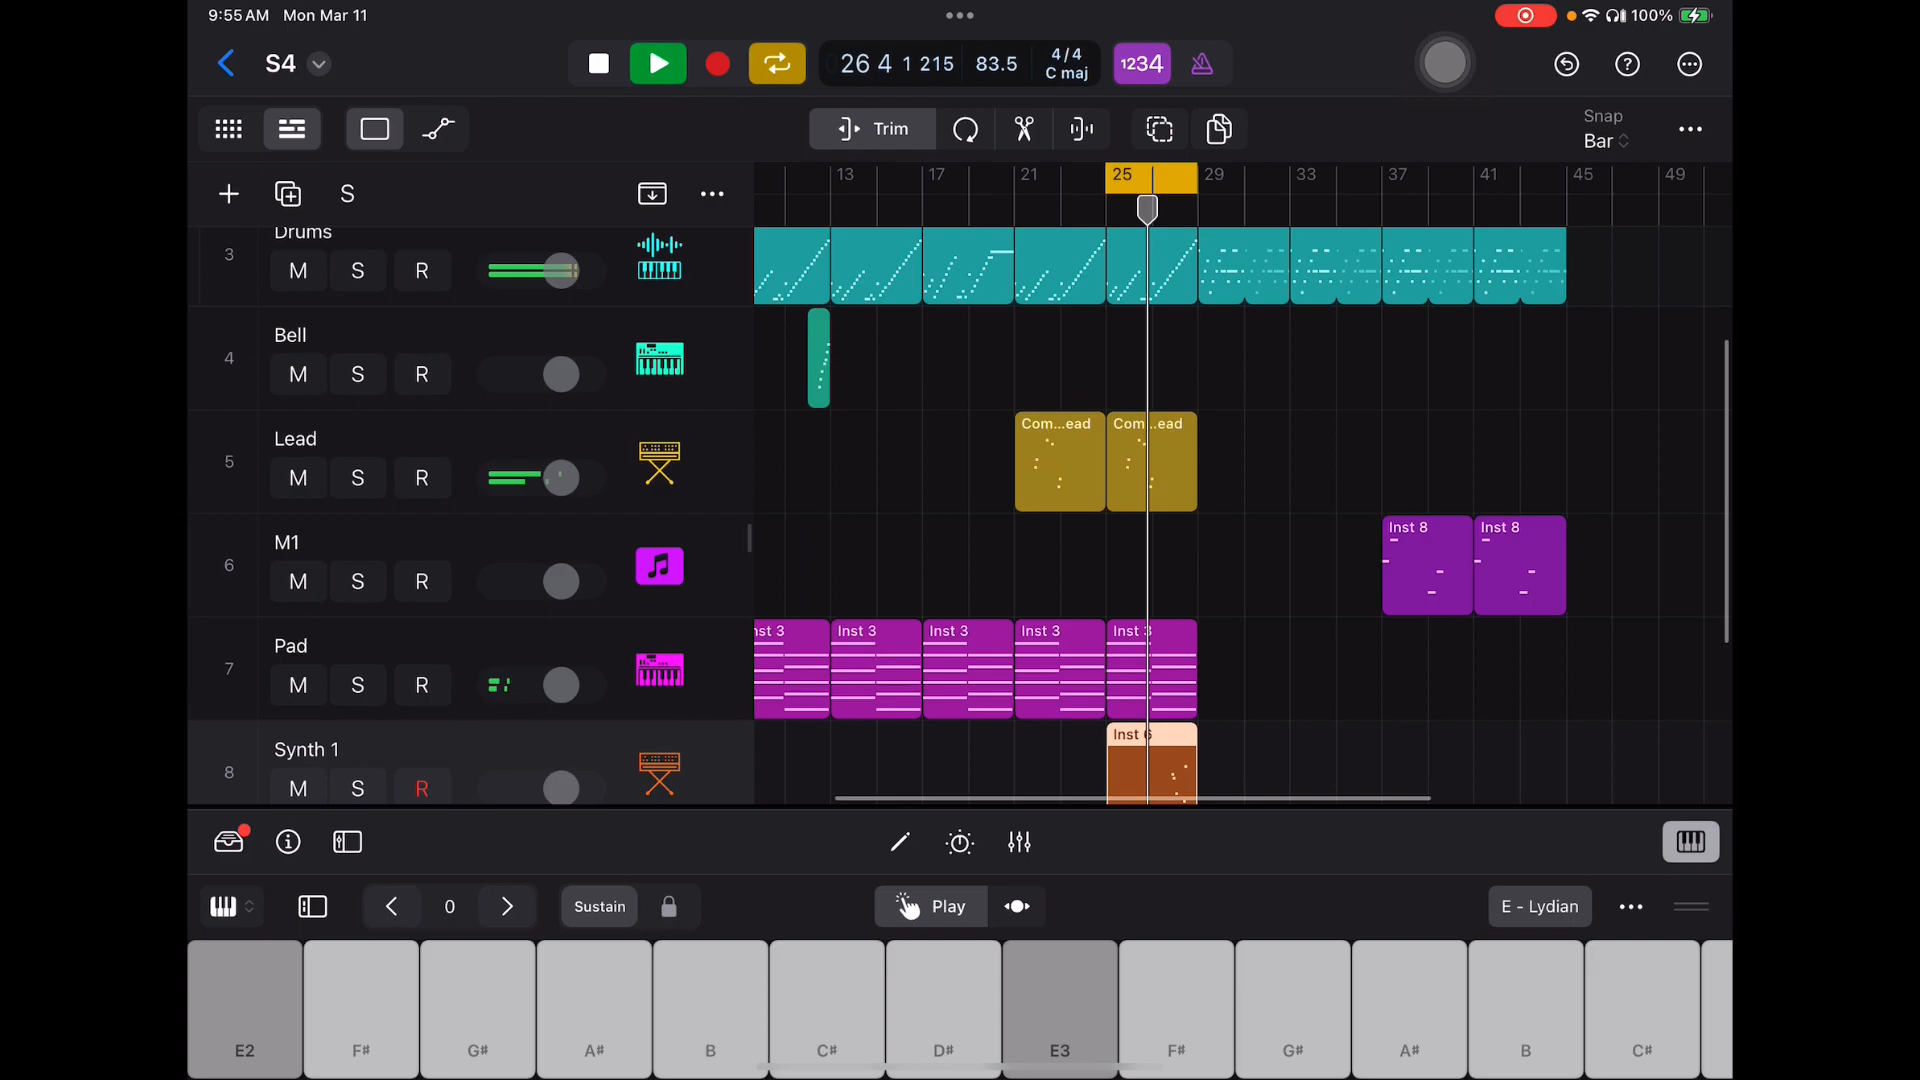 9:55 AM Mon Mar 11
100%
S4
26 4 1 215
83.5
4/4
C maj
1234
Trim
Snap
Bar
S
13 17 21 25 29 33 37 41 45 49
3
Drums
M S R
4
Bell
M S R
5
Lead
M S R
Com...ead
Com...ead
6
M1
M S R
Inst 8
Inst 8
7
Pad
M S R
nst 3
Inst 3
Inst 3
Inst 3
Inst 3
8
Synth 1
M S R
Inst 6
0
Sustain
Play
E - Lydian
E2 F# G# A# B C# D# E3 F# G# A# B C#